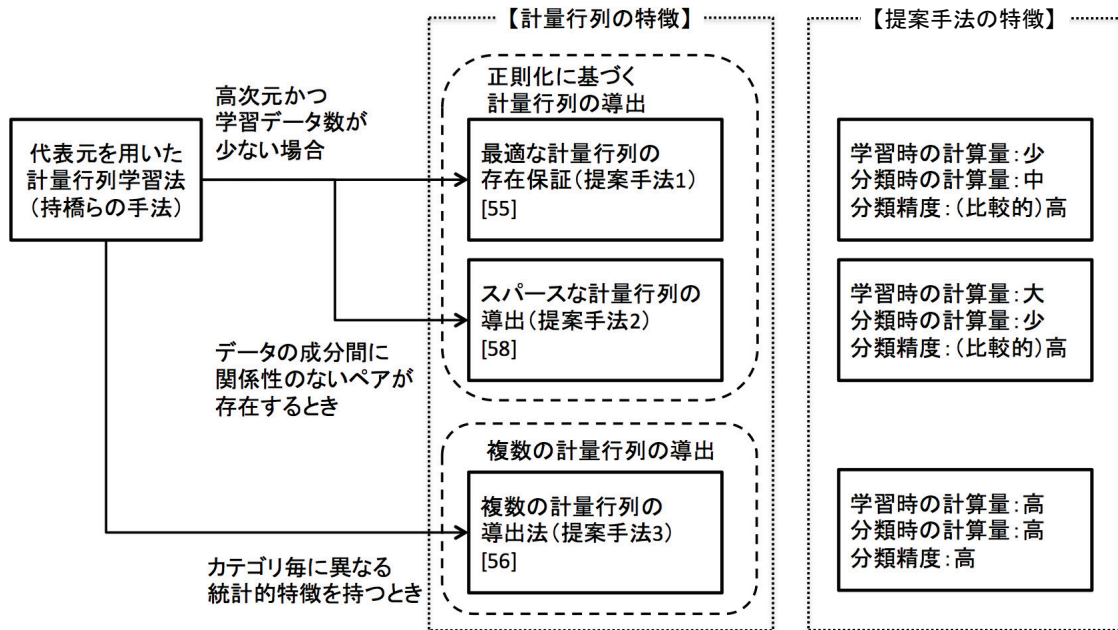 【計量行列の特徴】
【提案手法の特徴】
代表元を用いた
計量行列学習法
(持橋らの手法)
高次元かつ
学習データ数が
少ない場合
正則化に基づく
計量行列の導出
最適な計量行列の
存在保証(提案手法1)
[55]
学習時の計算量:少
分類時の計算量:中
分類精度:(比較的)高
データの成分間に
関係性のないペアが
存在するとき
スパースな計量行列の
導出(提案手法2)
[58]
学習時の計算量:大
分類時の計算量:少
分類精度:(比較的)高
カテゴリ毎に異なる
統計的特徴を持つとき
複数の計量行列の導出
複数の計量行列の
導出法(提案手法3)
[56]
学習時の計算量:高
分類時の計算量:高
分類精度:高